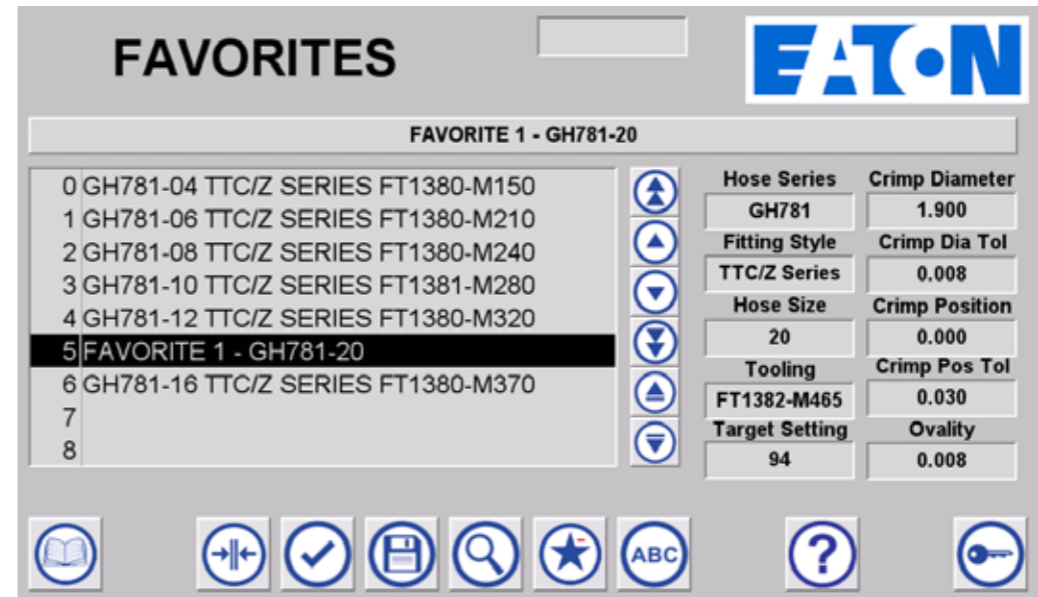 FAVORITES
EATON
FAVORITE 1 - GH781-20
0 GH781-04 TTC/Z SERIES FT1380-M150
1 GH781-06 TTC/Z SERIES FT1380-M210
2 GH781-08 TTC/Z SERIES FT1380-M240
3 GH781-10 TTC/Z SERIES FT1381-M280
4 GH781-12 TTC/Z SERIES FT1380-M320
5 FAVORITE 1 - GH781-20
6 GH781-16 TTC/Z SERIES FT1380-M370
7
8
Hose Series
GH781
Fitting Style
TTC/Z Series
Hose Size
20
Tooling
FT1382-M465
Target Setting
94
Crimp Diameter
1.900
Crimp Dia Tol
0.008
Crimp Position
0.000
Crimp Pos Tol
0.030
Ovality
0.008
ABC
?